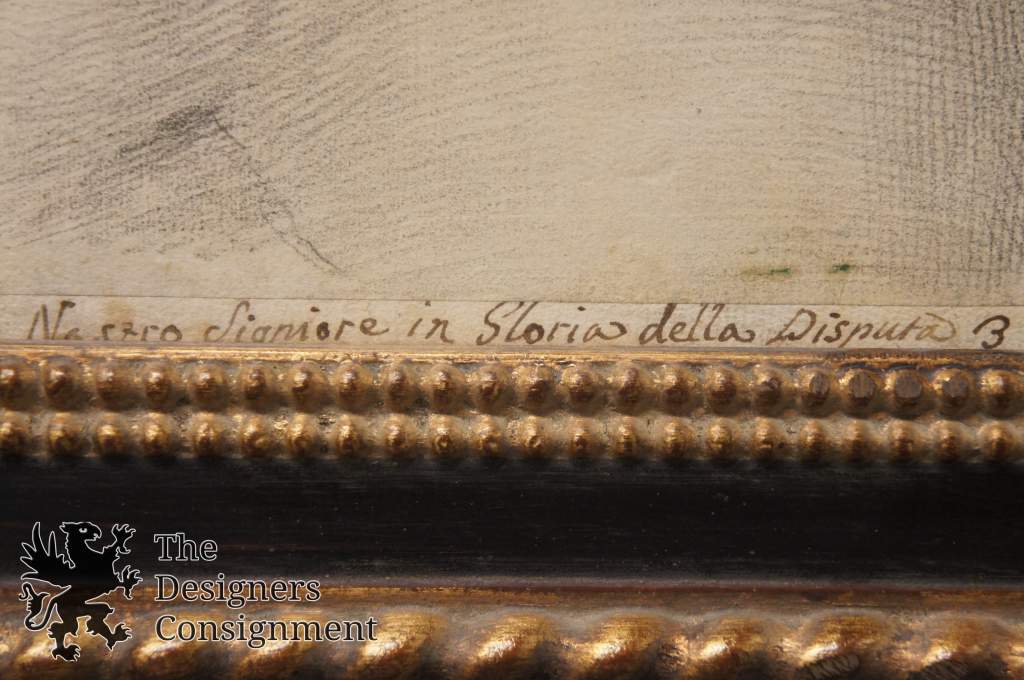 Nostro Signiore in Gloria della Disputa 3
The
Designers
Consignment